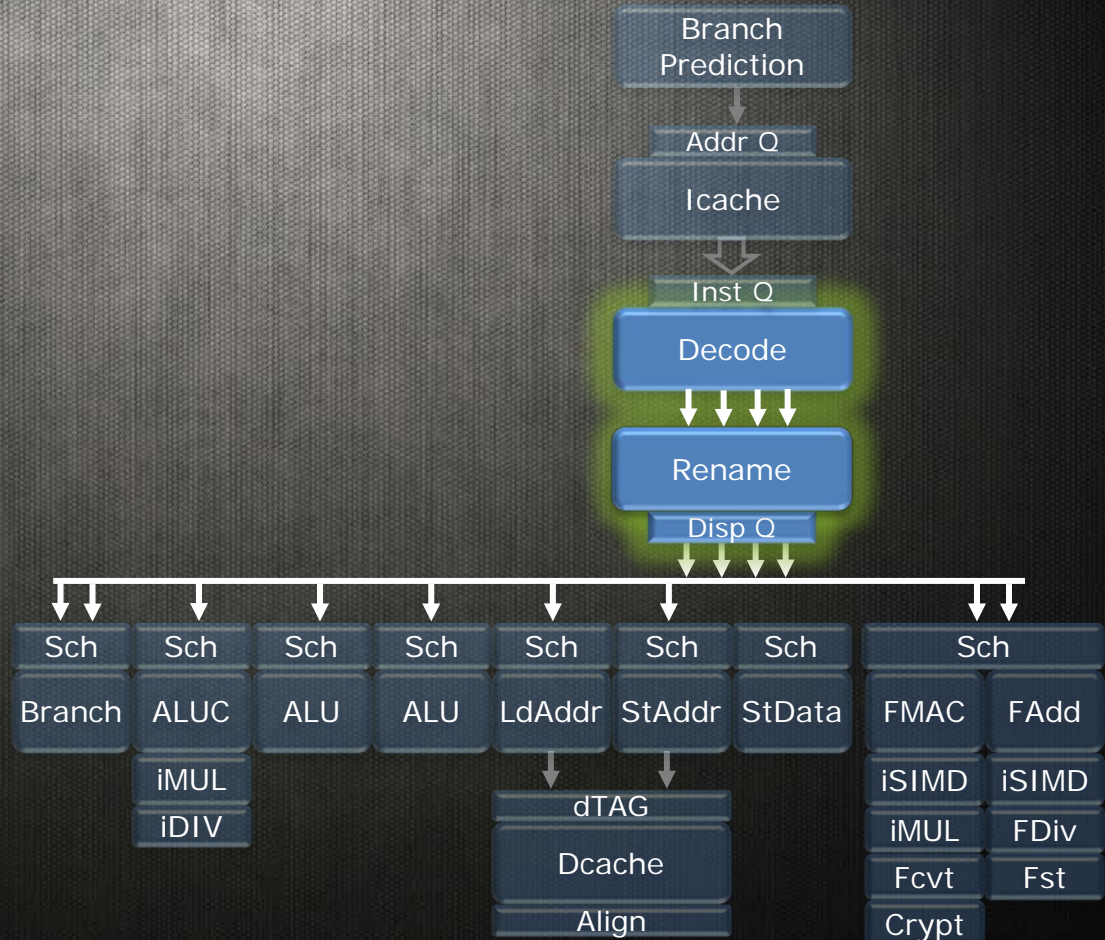 Branch
Prediction
Addr Q
Icache
Inst Q
Decode
Rename
Disp Q
Sch Sch Sch Sch Sch Sch Sch Sch
Branch ALUC ALU ALU LdAddr StAddr StData FMAC FAdd
iMUL
iDIV
dTAG
Dcache
Align
iSIMD iSIMD
iMUL FDiv
Fcvt Fst
Crypt